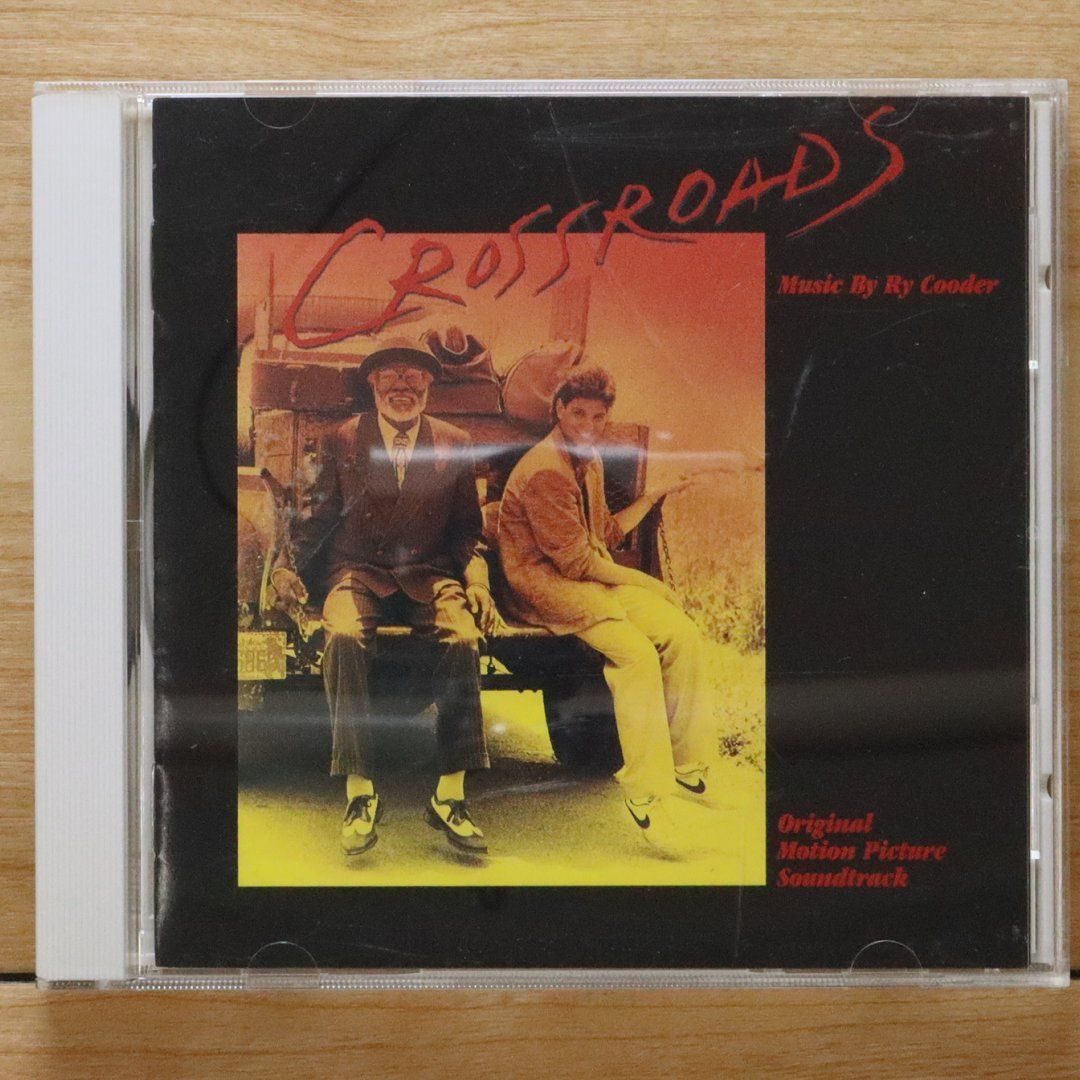 CROSSROADS
Music By Ry Cooder
Original
Motion Picture
Soundtrack